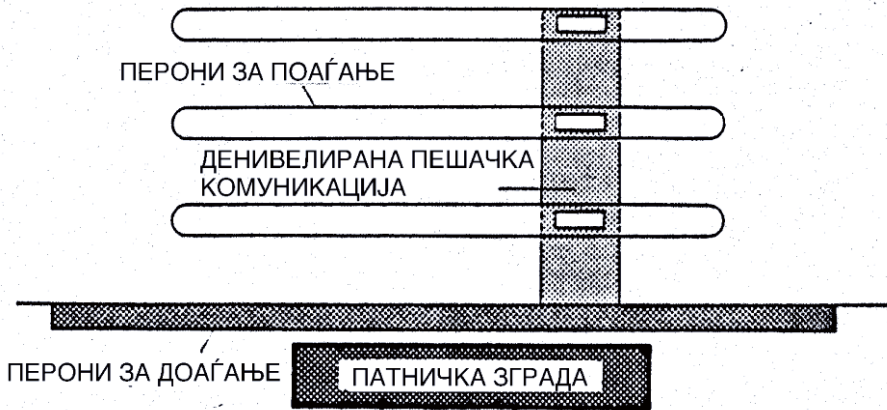 ПЕРОНИ ЗА ПОАЃАЊЕ
ДЕНИВЕЛИРАНА ПЕШАЧКА
КОМУНИКАЦИЈА
ПЕРОНИ ЗА ДОАЃАЊЕ
ПАТНИЧКА ЗГРАДА